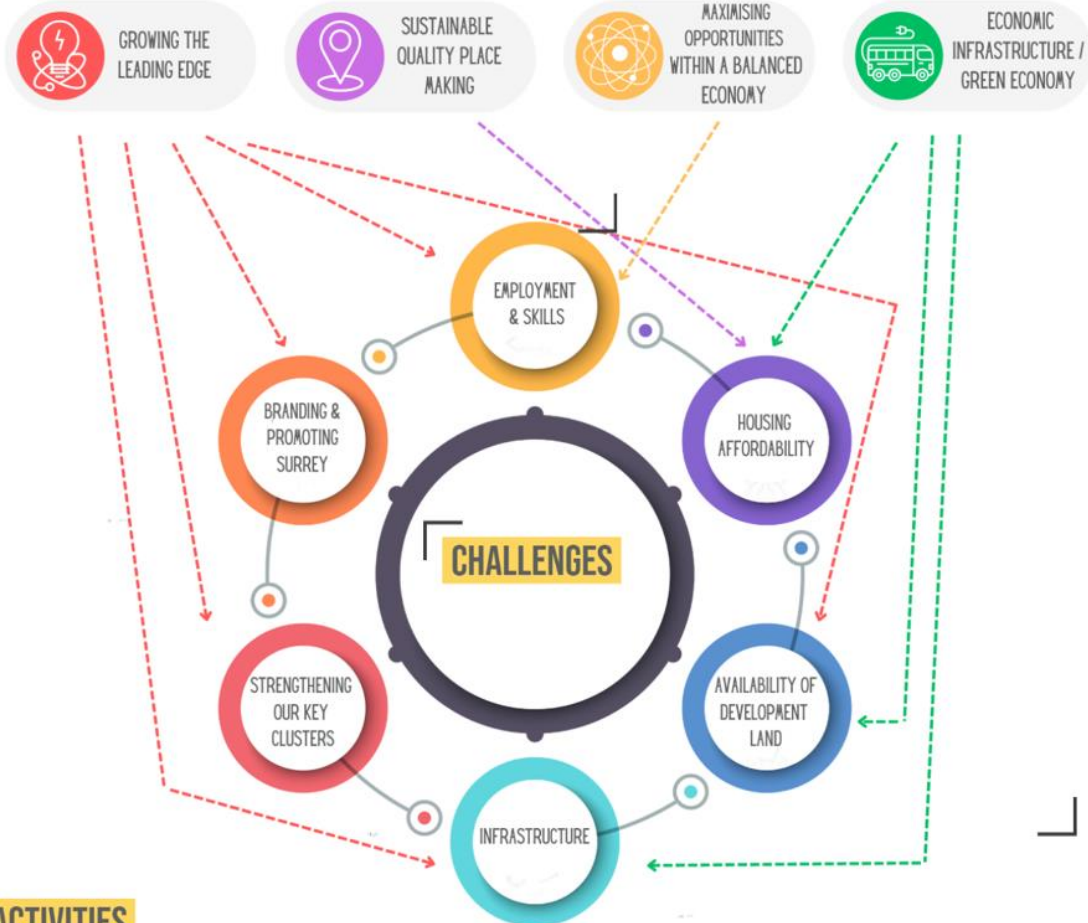 GROWING THE
LEADING EDGE
SUSTAINABLE
QUALITY PLACE
MAKING
MAXIMISING
OPPORTUNITIES
WITHIN A BALANCED
ECONOMY
ECONOMIC
INFRASTRUCTURE /
GREEN ECONOMY
EMPLOYMENT
& SKILLS
BRANDING &
PROMOTING
SURREY
HOUSING
AFFORDABILITY
CHALLENGES
STRENGTHENING
OUR KEY
CLUSTERS
AVAILABILITY OF
DEVELOPMENT
LAND
INFRASTRUCTURE
ACTIVITIES